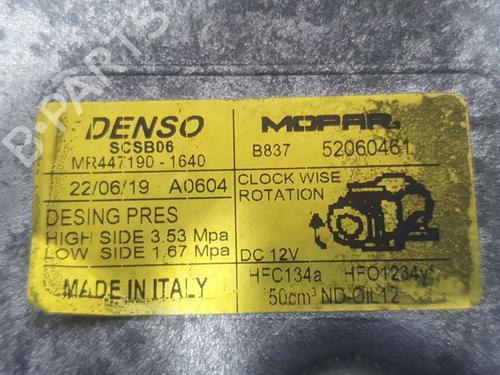 DENSO
SCSB06
MR447190-1640
MOPAR
B837 52060461
22/06/19 A0604
CLOCK WISE
ROTATION
DESING PRES
HIGH SIDE 3.53 Mpa
LOW SIDE 1.67 Mpa
DC 12V
MADE IN ITALY
HFC134a HFO1234y
50cm³ ND-OIL12
B-PARTS